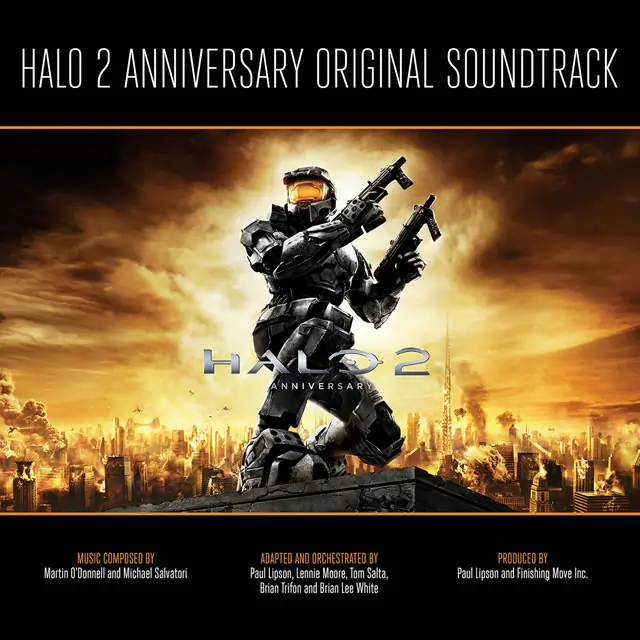 HALO 2 ANNIVERSARY ORIGINAL SOUNDTRACK
HALO 2
ANNIVERSARY
MUSIC COMPOSED BY
Martin O'Donnell and Michael Salvatori
ADAPTED AND ORCHESTRATED BY
Paul Lipson, Lennie Moore, Tom Salta,
Brian Trifon and Brian Lee White
PRODUCED BY
Paul Lipson and Finishing Move Inc.